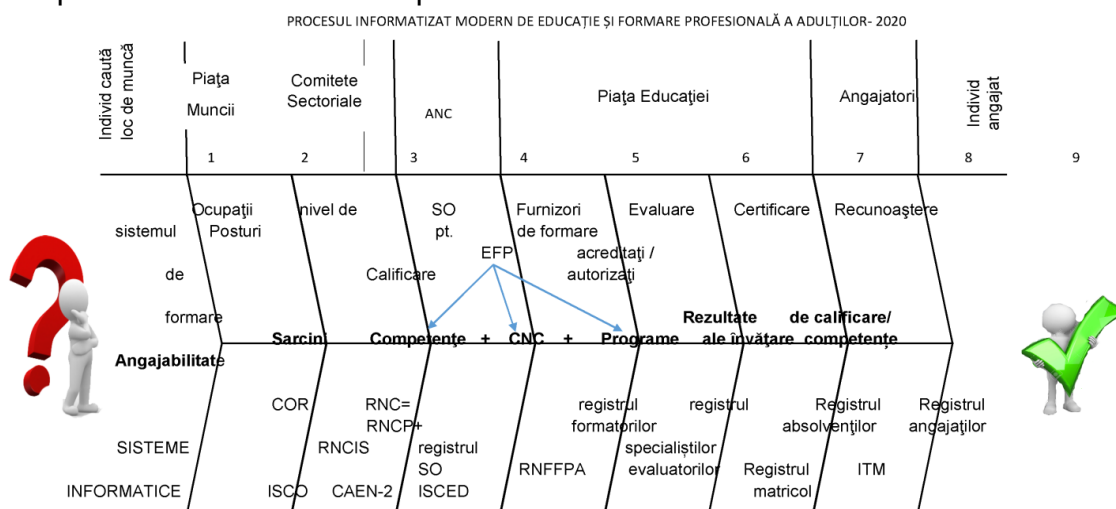 PROCESUL INFORMATIZAT MODERN DE EDUCAȚIE ȘI FORMARE PROFESIONALĂ A ADULȚILOR- 2020
Individ caută
loc de muncă
Piaţa
Muncii
Comitete
Sectoriale
ANC
Piaţa Educaţiei
Angajatori
Individ
angajat
1 2 3 4 5 6 7 8 9
Ocupaţii nivel de SO Furnizori Evaluare Certificare Recunoaştere
sistemul Posturi pt. de formare
EFP acreditaţi /
de Calificare autorizaţi
formare Rezultate de calificare/
Sarcini Competenţe + CNC + Programe ale învăţare competenţe
Angajabilitate
COR RNC= registrul registrul Registrul Registrul
RNCP+ formatorilor absolvenţilor angajaţilor
SISTEME RNCIS registrul specialiştilor
SO RNFFPA evaluatorilor Registrul ITM
INFORMATICE ISCO CAEN-2 ISCED matricol